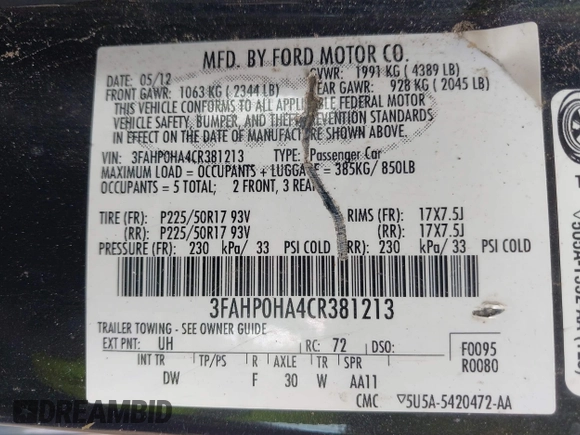 MFD. BY FORD MOTOR CO.
DATE: 05/12 GVWR: 1991 KG ( 4389 LB)
FRONT GAWR: 1063 KG ( 2344 LB) REAR GAWR: 928 KG ( 2045 LB)
THIS VEHICLE CONFORMS TO ALL APPLICABLE FEDERAL MOTOR
VEHICLE SAFETY, BUMPER, AND THEFT PREVENTION STANDARDS
IN EFFECT ON THE DATE OF MANUFACTURE SHOWN ABOVE.
VIN: 3FAHP0HA4CR381213 TYPE: Passenger Car
MAXIMUM LOAD = OCCUPANTS + LUGGAGE = 385KG/ 850LB
OCCUPANTS = 5 TOTAL; 2 FRONT, 3 REAR
TIRE (FR): P225/50R17 93V RIMS (FR): 17X7.5J
(RR): P225/50R17 93V (RR): 17X7.5J
PRESSURE (FR): 230 kPa/ 33 PSI COLD (RR): 230 kPa/ 33 PSI COLD
3FAHP0HA4CR381213
TRAILER TOWING - SEE OWNER GUIDE
EXT PNT: UH RC: 72 DSO: F0095
R0080
INT TR TP/PS R AXLE TR SPR
DW F 30 W AA11
CMC ▽5U5A-5420472-AA
DREAMBID